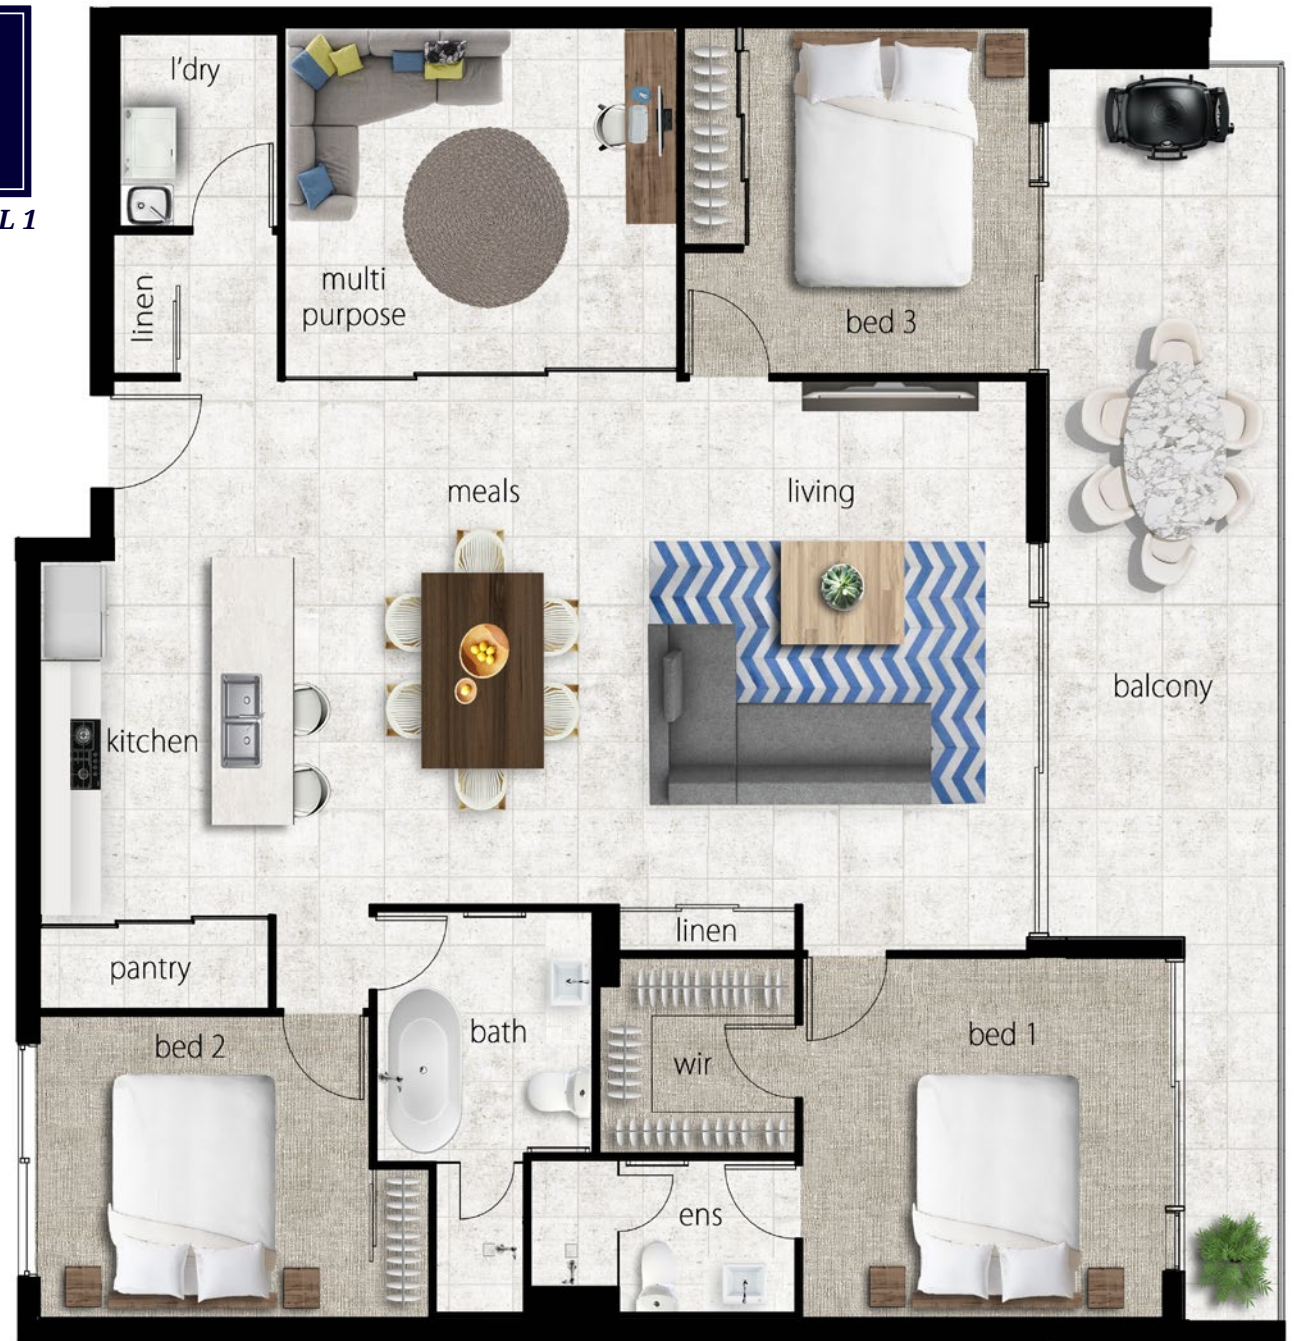 l'dry
L 1
linen
multi
purpose
bed 3
meals
living
balcony
kitchen
linen
pantry
bed 2
bath
wir
bed 1
ens